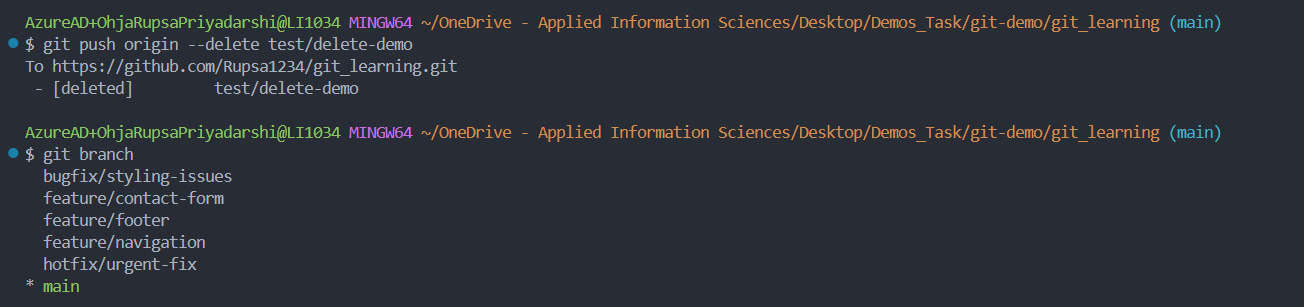 AzureAD+OhjaRupsaPriyadarshi@LI1034 MINGW64 ~/OneDrive - Applied Information Sciences/Desktop/Demos_Task/git-demo/git_learning (main)
$ git push origin --delete test/delete-demo
To https://github.com/Rupsa1234/git_learning.git
 - [deleted]         test/delete-demo
AzureAD+OhjaRupsaPriyadarshi@LI1034 MINGW64 ~/OneDrive - Applied Information Sciences/Desktop/Demos_Task/git-demo/git_learning (main)
$ git branch
  bugfix/styling-issues
  feature/contact-form
  feature/footer
  feature/navigation
  hotfix/urgent-fix
* main